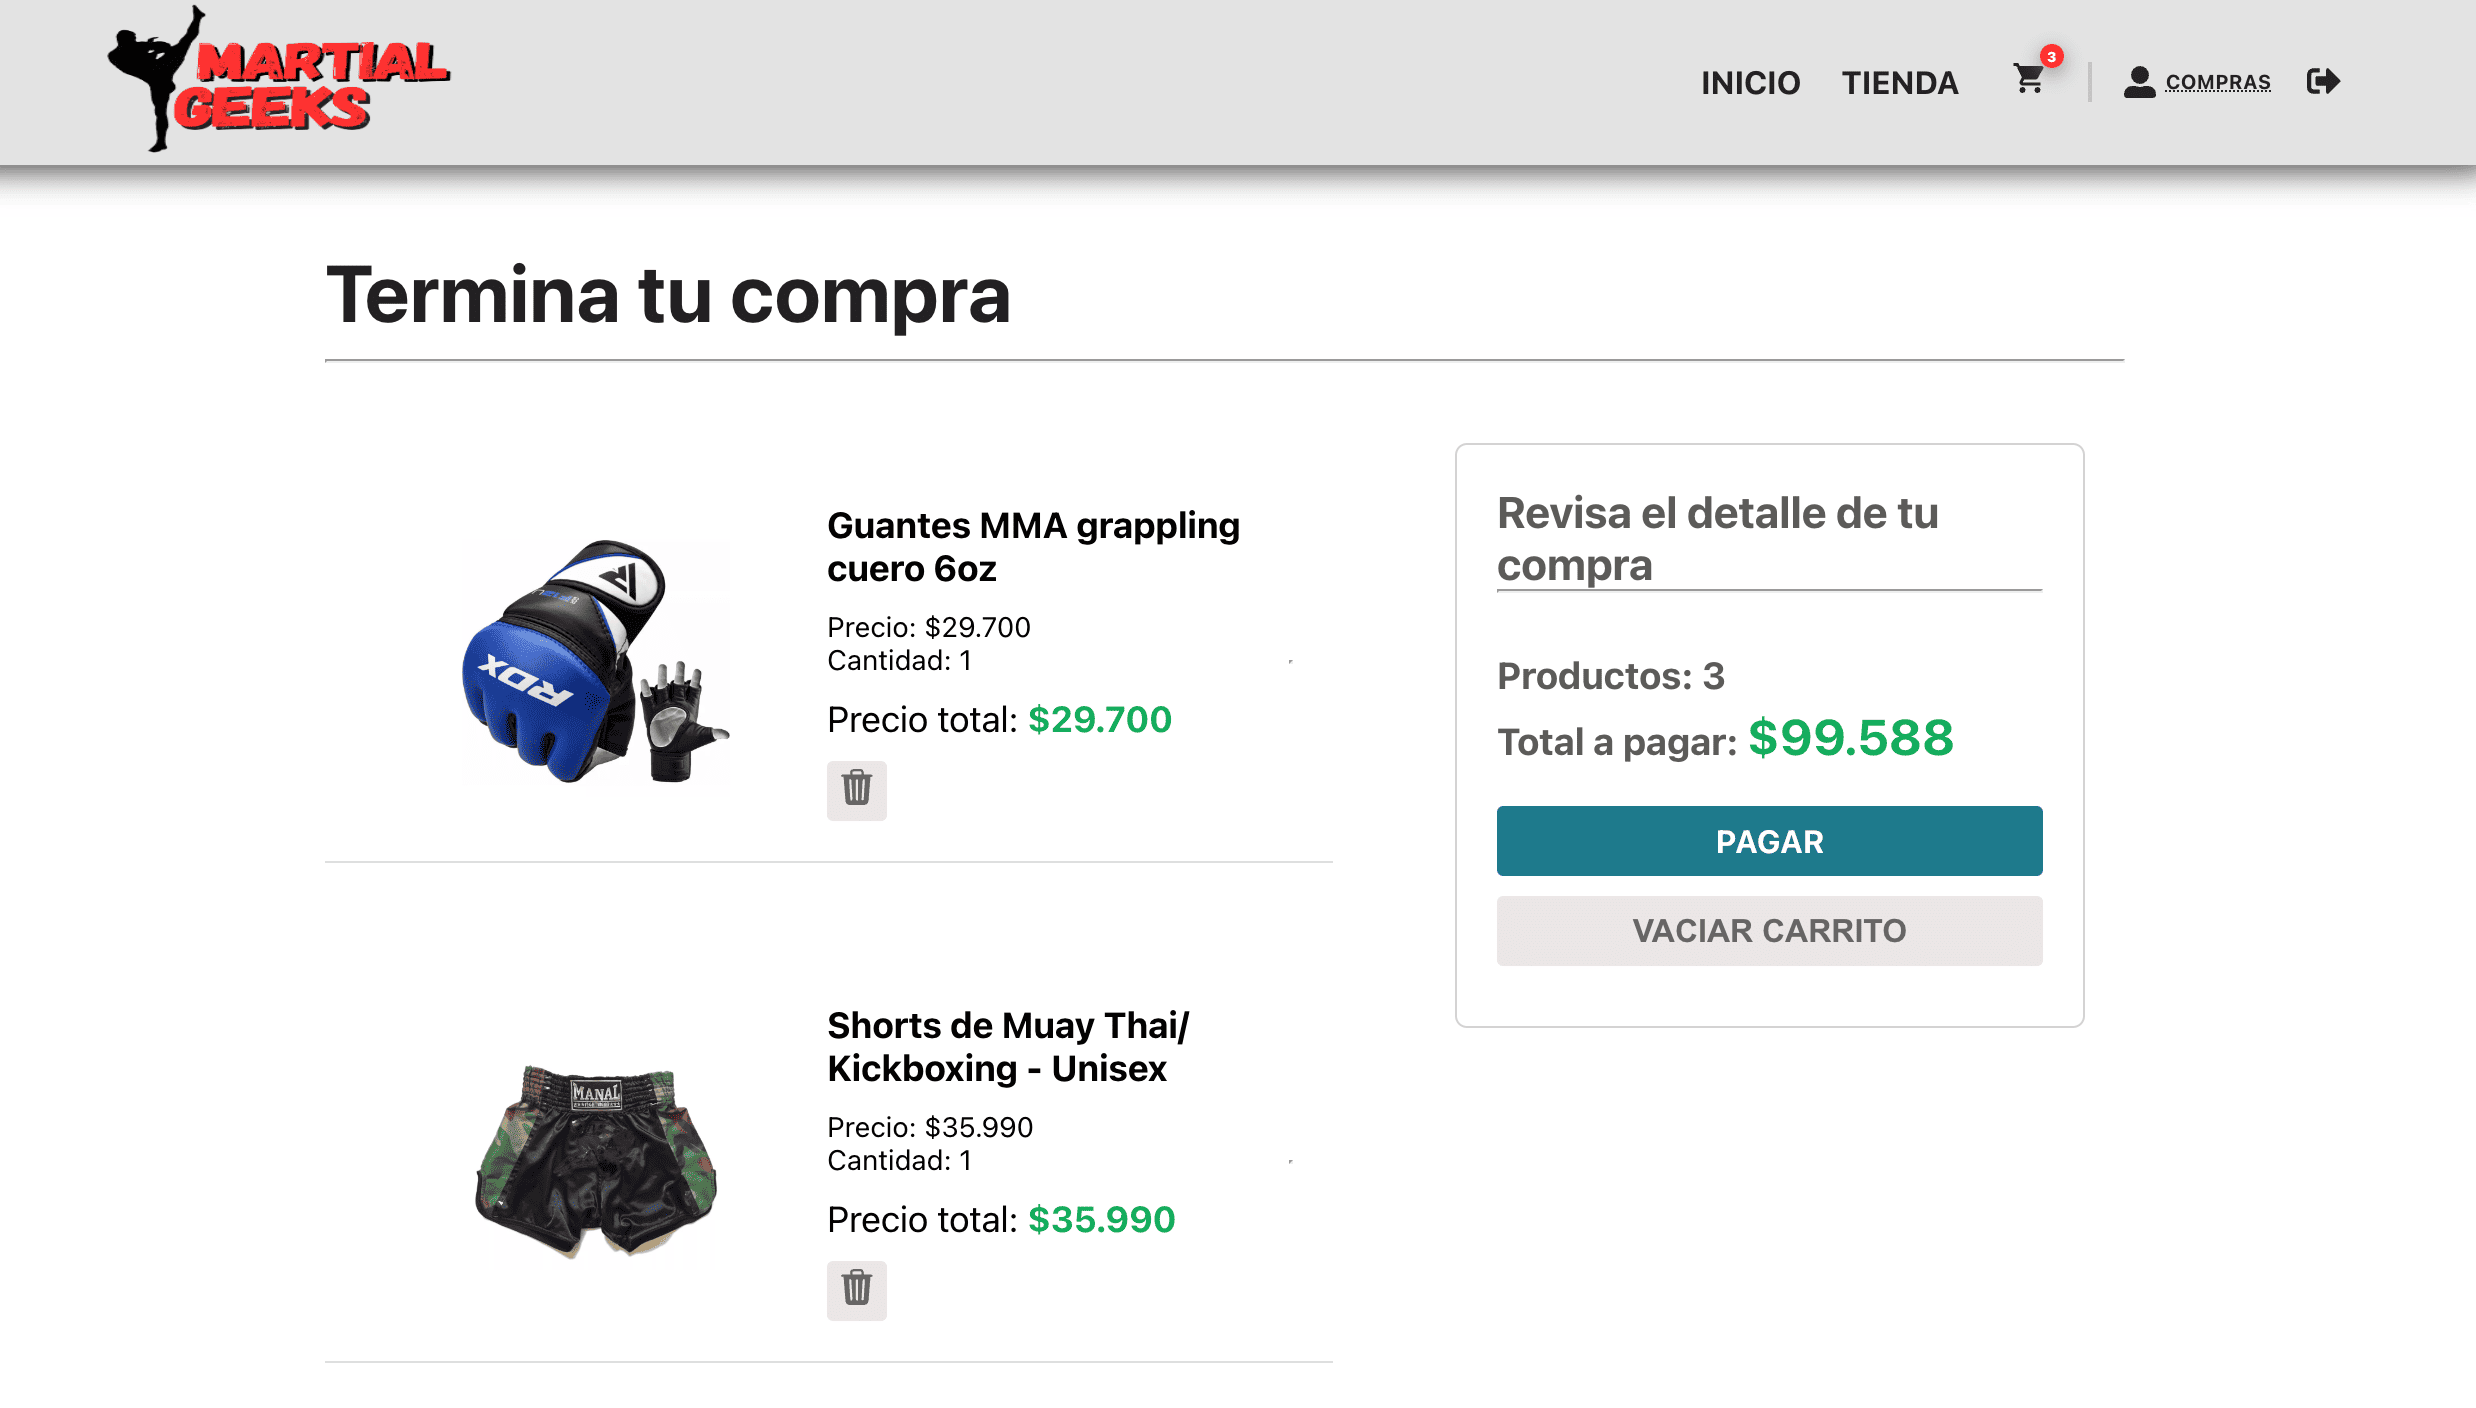 MARTIAL
GEEKS
INICIO
TIENDA
3
COMPRAS
Termina tu compra
Guantes MMA grappling
cuero 6oz
Precio: $29.700
Cantidad: 1
Precio total: $29.700
RDX
Shorts de Muay Thai/
Kickboxing - Unisex
Precio: $35.990
Cantidad: 1
Precio total: $35.990
MANAL
Revisa el detalle de tu
compra
Productos: 3
Total a pagar: $99.588
PAGAR
VACIAR CARRITO